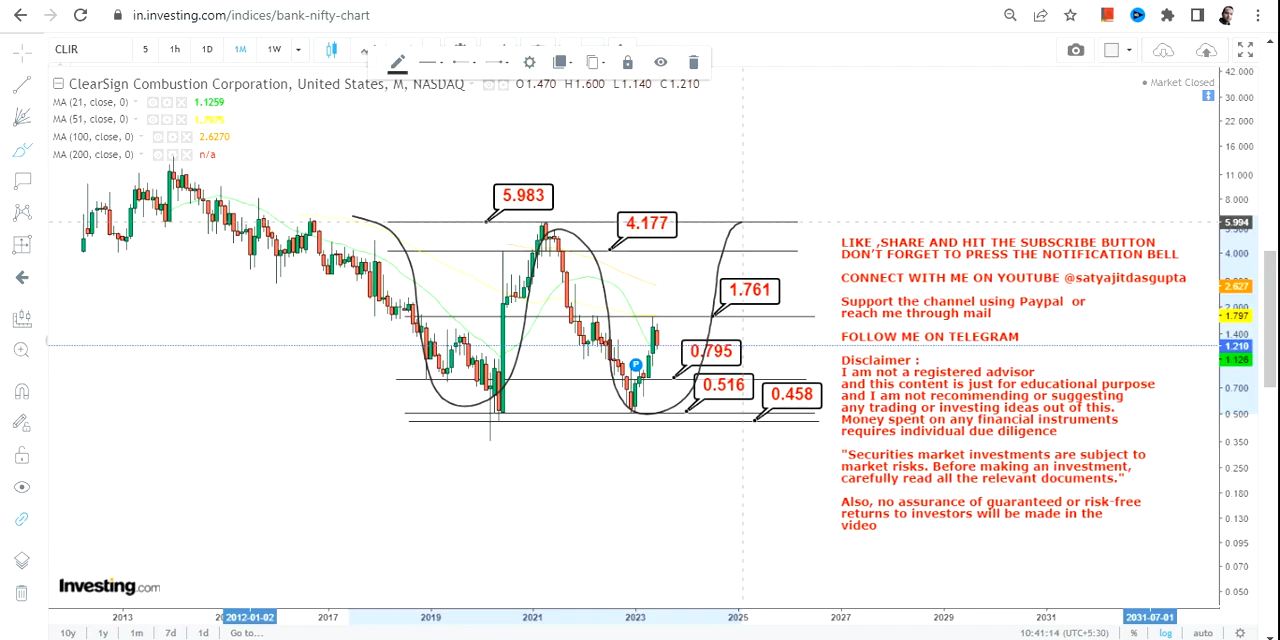 in.investing.com/indices/bank-nifty-chart
CLIR 5 1h 1D 1M 1W
ClearSign Combustion Corporation, United States, M, NASDAQ O1.470 H1.600 L1.140 C1.210
Market Closed
MA (21, close, 0) 1.1259
MA (51, close, 0)
MA (100, close, 0) 2.6270
MA (200, close, 0) n/a
42.000
30.000
22.000
16.000
11.000
8.000
5.994
4.000
2.627
1.797
1.400
1.210
1.126
0.700
0.500
0.350
0.250
0.180
0.130
0.095
0.070
0.050
5.983
4.177
1.761
0.795
0.516
0.458
P
LIKE ,SHARE AND HIT THE SUBSCRIBE BUTTON
DON'T FORGET TO PRESS THE NOTIFICATION BELL
CONNECT WITH ME ON YOUTUBE @satyajitdasgupta
Support the channel using Paypal or
reach me through mail
FOLLOW ME ON TELEGRAM
Disclaimer :
I am not a registered advisor
and this content is just for educational purpose
and I am not recommending or suggesting
any trading or investing ideas out of this.
Money spent on any financial instruments
requires individual due diligence
"Securities market investments are subject to
market risks. Before making an investment,
carefully read all the relevant documents."
Also, no assurance of guaranteed or risk-free
returns to investors will be made in the
video
Investing.com
2013 2012-01-02 2017 2019 2021 2023 2025 2027 2029 2031 2031-07-01
10y 1y 1m 7d 1d Go to... 10:41:14 (UTC+5:30) % log auto